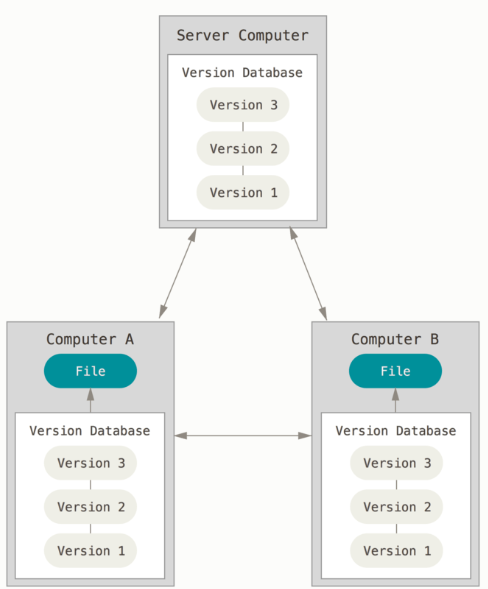 Server Computer
Version Database
Version 3
Version 2
Version 1
Computer A
File
Version Database
Version 3
Version 2
Version 1
Computer B
File
Version Database
Version 3
Version 2
Version 1